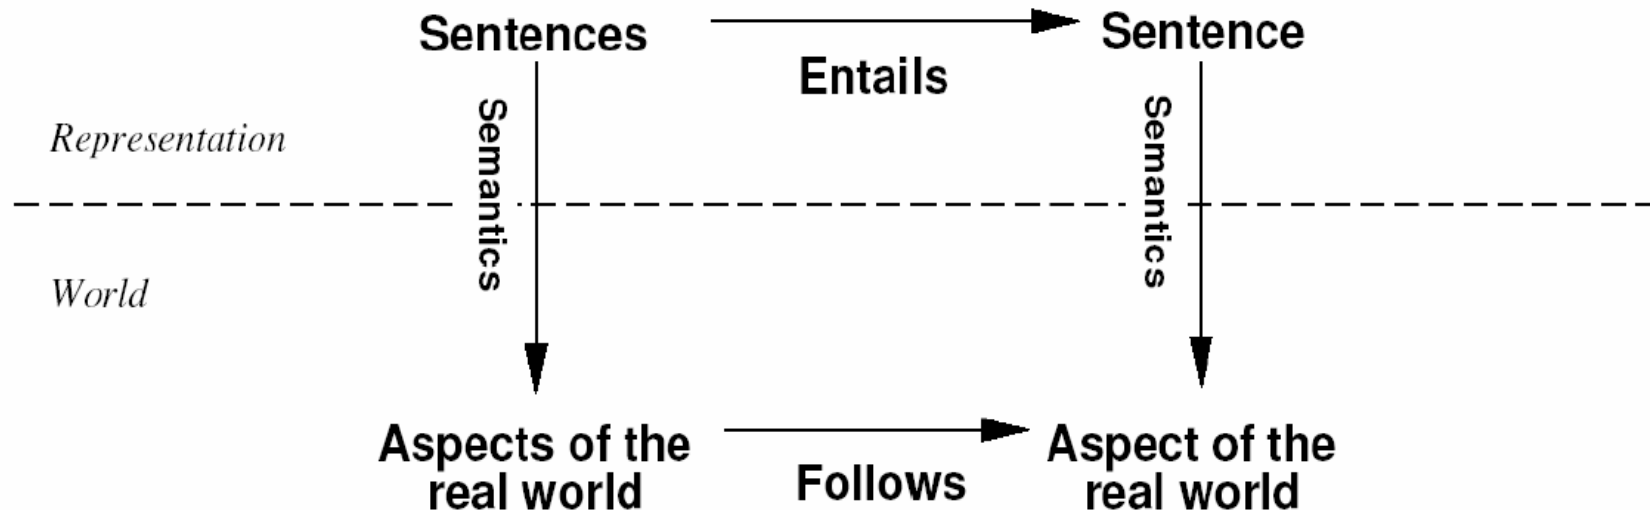 Sentences
Sentence
Entails
Semantics
Semantics
Representation
World
Aspects of the
real world
Follows
Aspect of the
real world